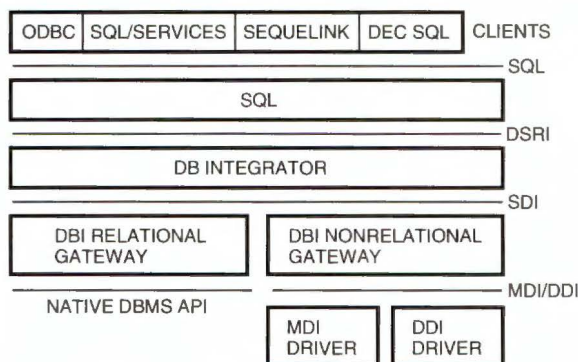 ODBC SQL/SERVICES SEQUELINK DEC SQL CLIENTS
SQL
SQL
DSRI
DB INTEGRATOR
SDI
DBI RELATIONAL
GATEWAY
DBI NONRELATIONAL
GATEWAY
MDI/DDI
NATIVE DBMS API
MDI
DRIVER
DDI
DRIVER